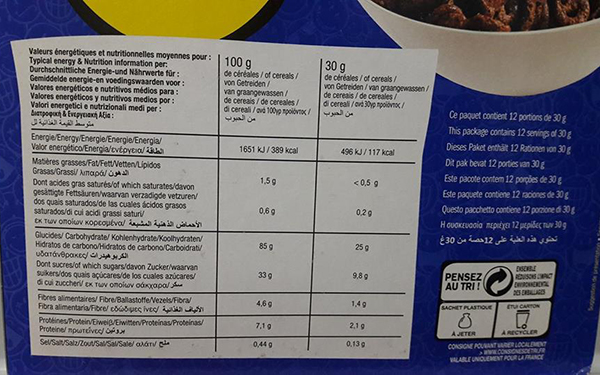 Valeurs énergétiques et nutritionnelles moyennes pour :
Typical energy & Nutrition information per:
Durchschnittliche Energie-und Nährwerte für :
Gemiddelde energie-en voedingswaarden voor :
Valores energéticos e nutritivos médios para :
Valores energéticos y nutritivos medios por :
Valori energetici e nutrizionali medi per :
Διατροφική & Ενεργειακή Αξία :
متوسط القيمة الغذائية لل
100 g
de céréales / of cereals /
von Getreiden /
van graangewassen /
de cereais / de cereales /
di cereali / ανά 100γρ προϊόντος /
من الحبوب
30 g
de céréales / of cereals /
von Getreiden / van graangewassen /
de cereais / de cereales /
di cereali / ανά 30γρ προϊόντος /
من الحبوب
Energie/Energy/Energie/Energie/Energía/
Valor energético/Energia/ενέργεια/ الطاقة
1651 kJ / 389 kcal
496 kJ / 117 kcal
Matières grasses/Fat/Fett/Vetten/Lípidos
Grasas/Grassi/ λιπαρά/ الدهون
1,5 g
< 0,5 g
Dont acides gras saturés/of which saturates/davon
gesättigte Fettsäuren/waarvan verzadigde vetzuren/
dos quais saturados/de las cuales ácidos grasos
saturados/di cui acidi grassi saturi/
εκ των οποίων κορεσμένα/ الأحماض الدهنية المشبعة
0,6 g
0,2 g
Glucides/ Carbohydrate/ Kohlenhydrate/Koolhydraten/
Hidratos de carbono/Hidratos de carbono/Carboidrati/
υδατάνθρακες/ الكربوهيدرات
85 g
25 g
Dont sucres/of which sugars/davon Zucker/waarvan
suikers/dos quais açúcares/de los cuales azúcares/
di cui zuccheri/ εκ των οποίων σάκχαρα/ سكر
33 g
9,8 g
Fibres alimentaires/ Fibre/Ballastoffe/Vezels/Fibra/
Fibra alimentaria/Fibre/ εδώδιμες ίνες/ الألياف الغذائية
4,6 g
1,4 g
Protéines/Protein/Eiweiß/Eiwitten/Proteinas/Proteinas/
Proteine/ πρωτεΐνες/ بروتين
7,1 g
2,1 g
Sel/Salt/Salz/Zout/Sal/Sal/Sale/ αλάτι/ ملح
0,44 g
0,13 g
Ce paquet contient 12 portions de 30 g
This package contains 12 servings of 30 g
Dieses Paket enthält 12 Rationen von 30 g
Dit pak bevat 12 porties van 30 g
Este pacote contem 12 porções de 30 g
Este paquete contiene 12 raciones de 30 g
Questo pacchetto contiene 12 porzione di 30 g
Η συσκευασία περιέχει 12 μερίδες των 30 g
تحتوي هذه العلبة على 12حصة من 30غ
PENSEZ
AU TRI !
ENSEMBLE
RÉDUISONS L'IMPACT
ENVIRONNEMENTAL
DES EMBALLAGES
SACHET PLASTIQUE
À JETER
ÉTUI CARTON
À RECYCLER
CONSIGNE POUVANT VARIER LOCALEMENT
> WWW.CONSIGNESDETRI.FR
VALABLE UNIQUEMENT POUR LA FRANCE